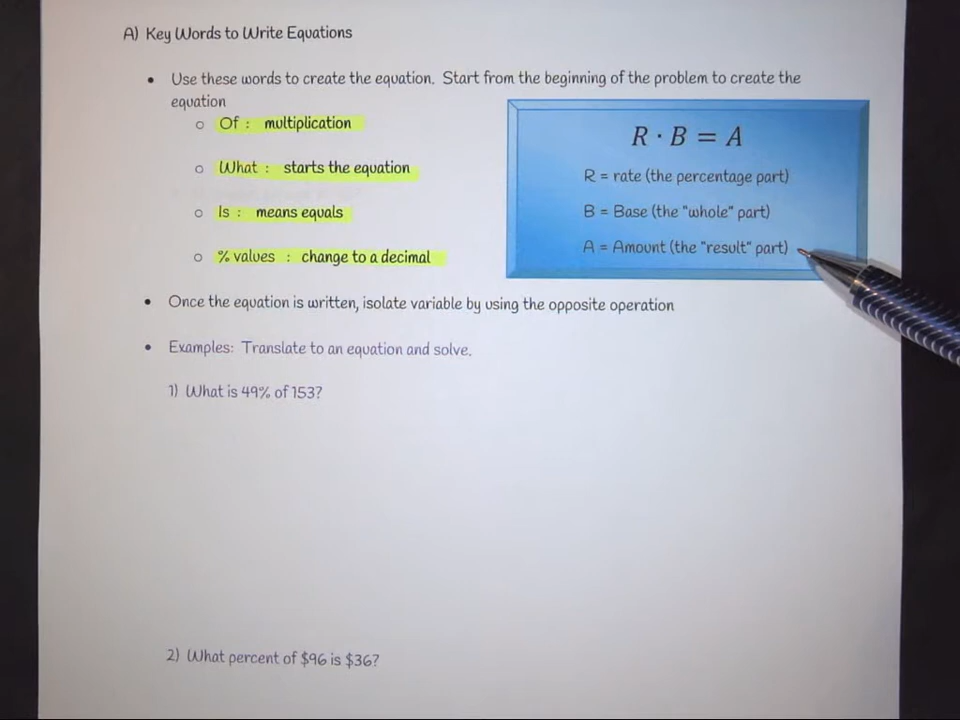 A) Key Words to Write Equations
• Use these words to create the equation. Start from the beginning of the problem to create the
equation
o Of : multiplication
o What : starts the equation
o Is : means equals
o % values : change to a decimal
R · B = A
R = rate (the percentage part)
B = Base (the "whole" part)
A = Amount (the "result" part)
• Once the equation is written, isolate variable by using the opposite operation
• Examples: Translate to an equation and solve.
1) What is 49% of 153?
2) What percent of $96 is $36?